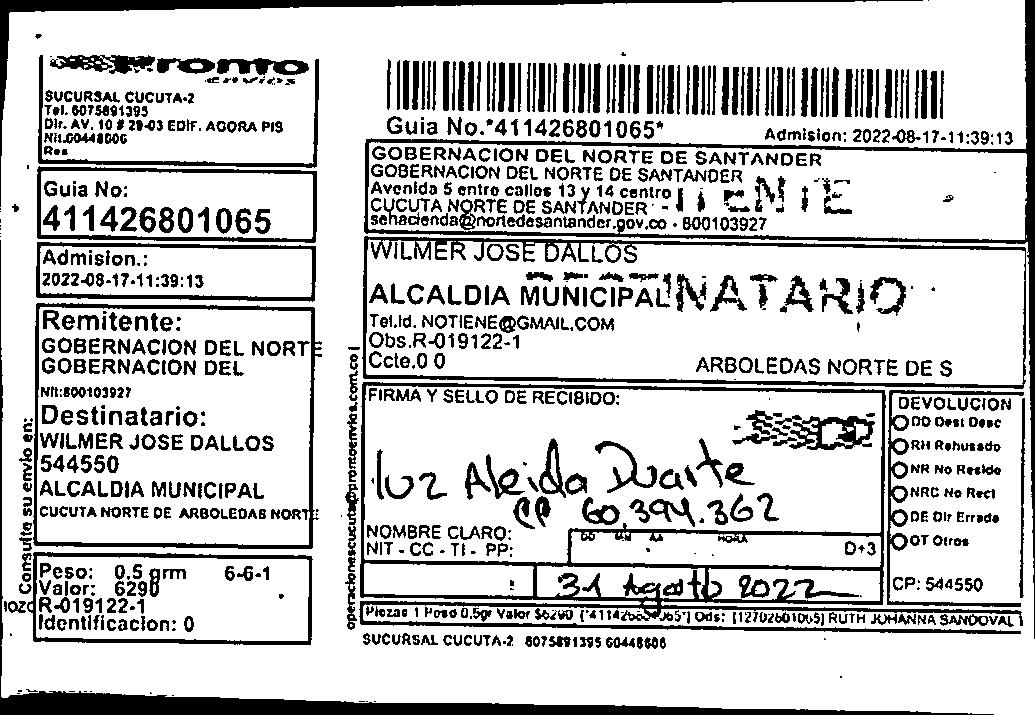 Pronto
envios
SUCURSAL CUCUTA-2
Tel. 6075891395
Dir. AV. 10 # 29-03 EDIF. AGORA PIS
Nit.60448606
Res
Guia No:
411426801065
Admision.:
2022-08-17-11:39:13
Remitente:
GOBERNACION DEL NORTE
GOBERNACION DEL
Nit:800103927
Destinatario:
WILMER JOSE DALLOS
544550
ALCALDIA MUNICIPAL
CUCUTA NORTE DE ARBOLEDAS NORTE
Consulte su envio en:
Peso: 0.5 grm 6-6-1
Valor: 6290
R-019122-1
Identificacion: 0
Guia No.*411426801065*
Admision: 2022-08-17-11:39:13
GOBERNACION DEL NORTE DE SANTANDER
GOBERNACION DEL NORTE DE SANTANDER
Avenida 5 entre calles 13 y 14 centro
CUCUTA NORTE DE SANTANDER -
sehacienda@nortedesantander.gov.co - 800103927
WILMER JOSE DALLOS
ALCALDIA MUNICIPAL
DESTINATARIO
Tel.Id. NOTIENE@GMAIL.COM
Obs.R-019122-1
Ccte.0 0
ARBOLEDAS NORTE DE S
operacionescucuta@prontoenvios.com.co
FIRMA Y SELLO DE RECIBIDO:
luz Aleida Duarte
CC 60,394.362
NOMBRE CLARO:
NIT - CC - TI - PP:
DD MM AA HORA
D+3
: 31 Agosto 2022
DEVOLUCION
DD Dest Desc
RH Rehusado
NR No Reside
NRC No Recl
DE Dir Errada
OT Otros
CP: 544550
Piezas 1 Peso 0.5gr Valor $6290 [*411426801065*] Ods: [12702601065] RUTH JOHANNA SANDOVAL
SUCURSAL CUCUTA-2 6075891395 60448606